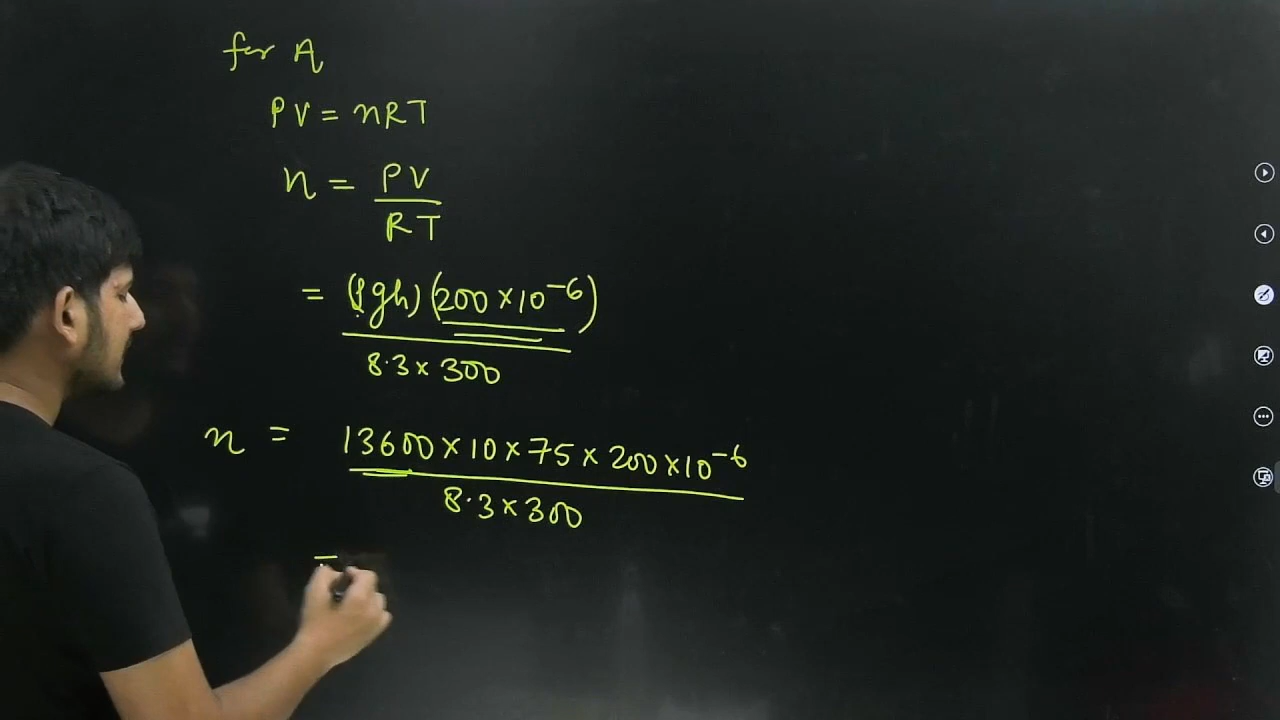 for A
PV = nRT
n = PV
RT
= (ρgh) (200 × 10⁻⁶)
8.3 × 300
n = 13600 × 10 × 75 × 200 × 10⁻⁶
8.3 × 300